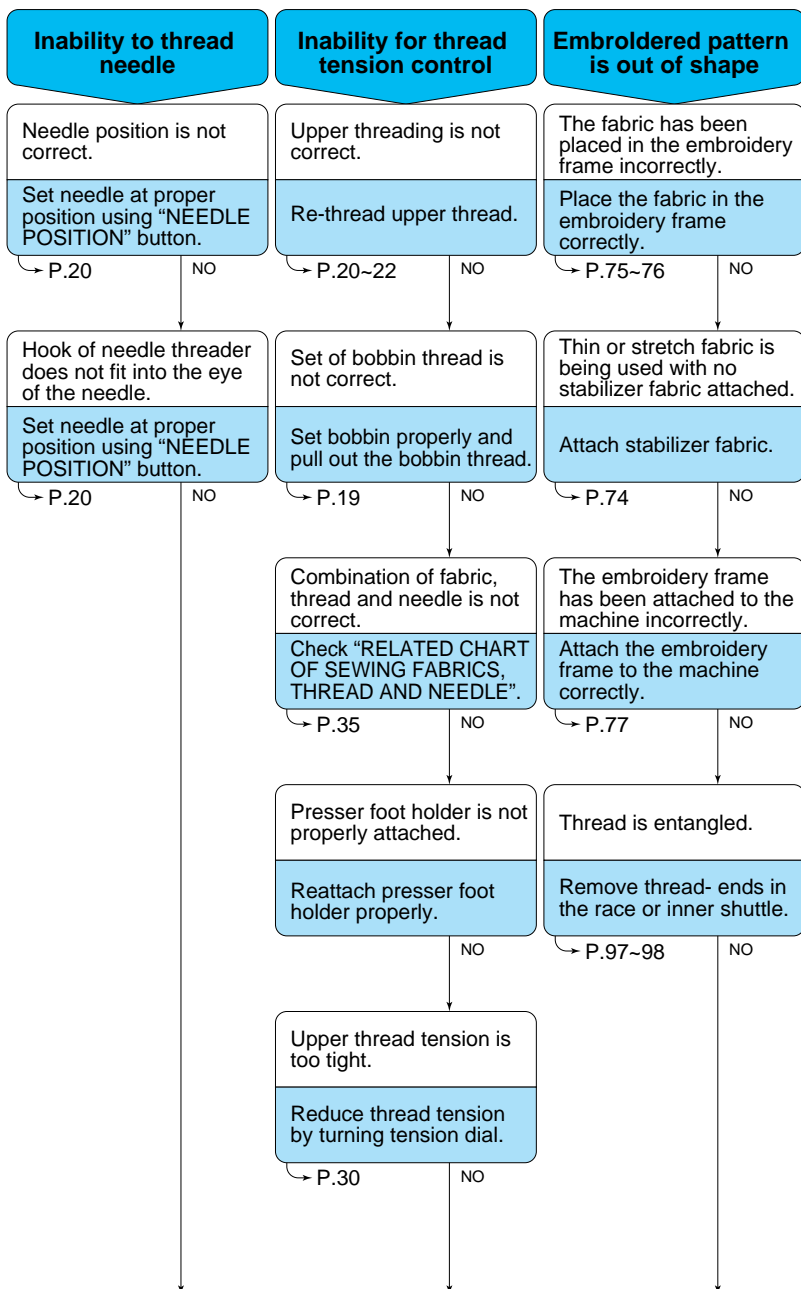 Inability to thread
needle
Needle position is not
correct.
Set needle at proper
position using “NEEDLE
POSITION” button.
P.20
NO
Hook of needle threader
does not fit into the eye
of the needle.
Set needle at proper
position using “NEEDLE
POSITION” button.
P.20
NO
Inability for thread
tension control
Upper threading is not
correct.
Re-thread upper thread.
P.20~22
NO
Set of bobbin thread is
not correct.
Set bobbin properly and
pull out the bobbin thread.
P.19
NO
Combination of fabric,
thread and needle is not
correct.
Check “RELATED CHART
OF SEWING FABRICS,
THREAD AND NEEDLE”.
P.35
NO
Presser foot holder is not
properly attached.
Reattach presser foot
holder properly.
NO
Upper thread tension is
too tight.
Reduce thread tension
by turning tension dial.
P.30
NO
Embroldered pattern
is out of shape
The fabric has been
placed in the embroidery
frame incorrectly.
Place the fabric in the
embroidery frame
correctly.
P.75~76
NO
Thin or stretch fabric is
being used with no
stabilizer fabric attached.
Attach stabilizer fabric.
P.74
NO
The embroidery frame
has been attached to the
machine incorrectly.
Attach the embroidery
frame to the machine
correctly.
P.77
NO
Thread is entangled.
Remove thread- ends in
the race or inner shuttle.
P.97~98
NO